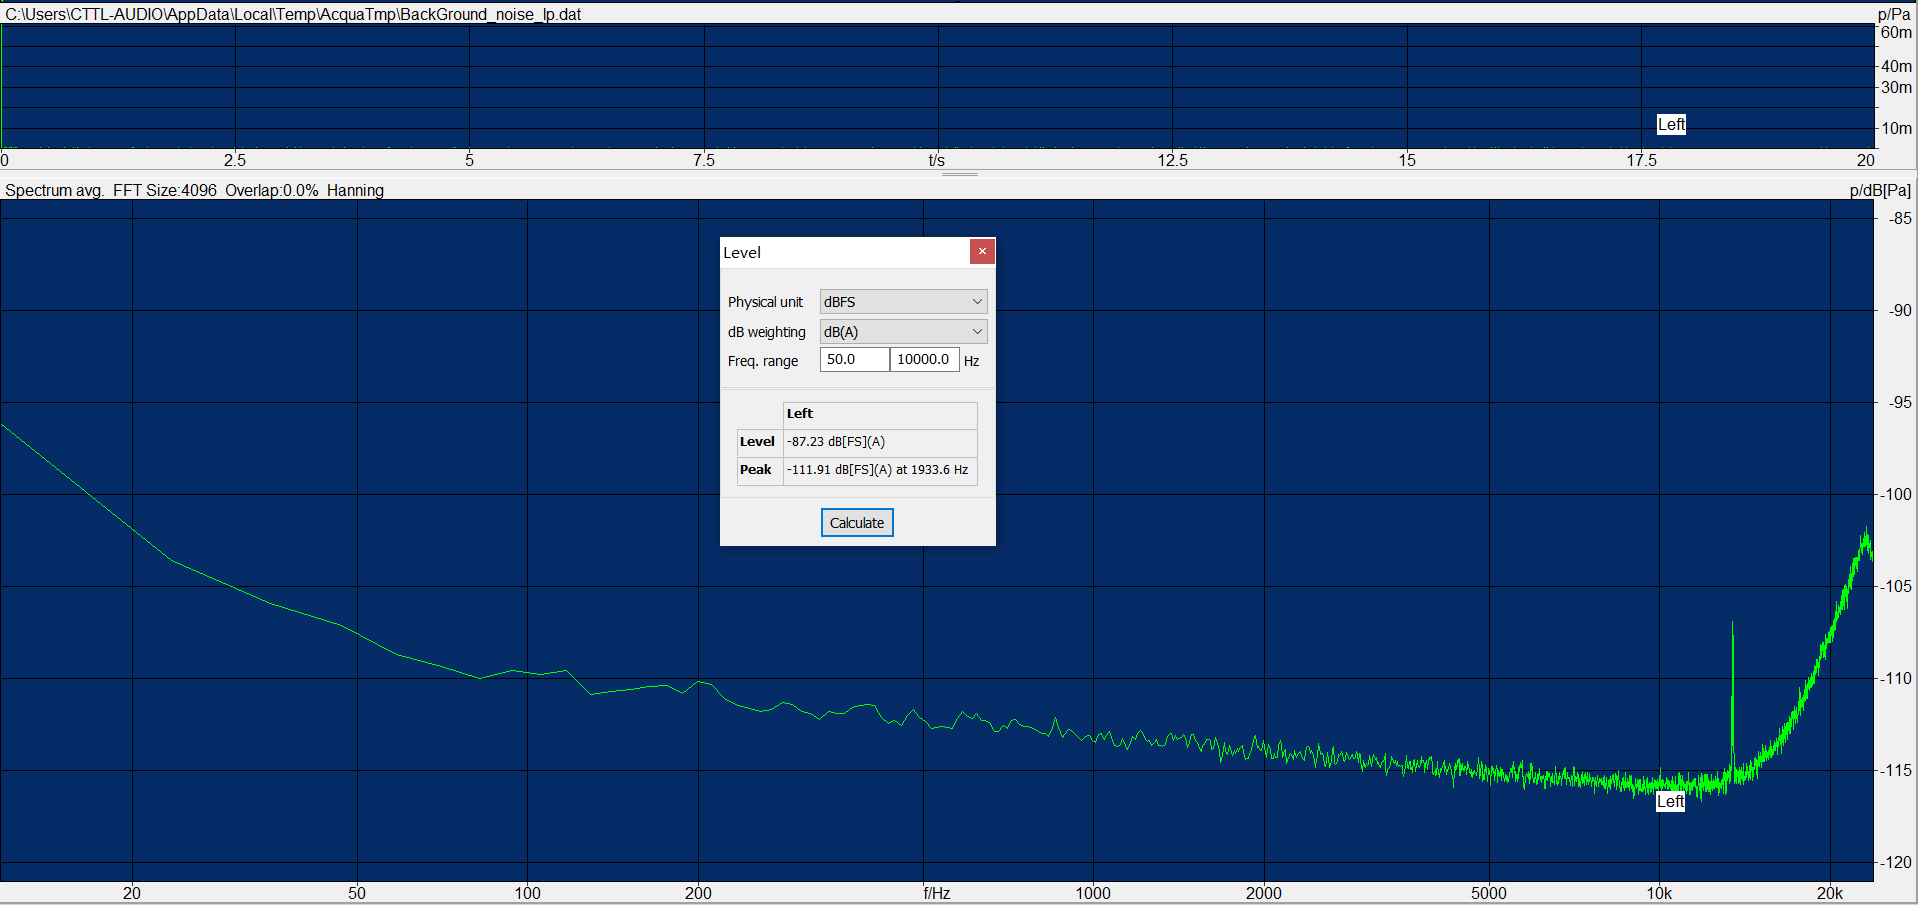 C:\Users\CTTL-AUDIO\AppData\Local\Temp\AcquaTmp\BackGround_noise_lp.dat
p/Pa
60m
40m
30m
10m
Left
0 2.5 5 7.5 t/s 12.5 15 17.5 20
Spectrum avg. FFT Size:4096 Overlap:0.0% Hanning
p/dB[Pa]
-85
-90
-95
-100
-105
-110
-115
-120
Level
×
Physical unit dBFS
dB weighting dB(A)
Freq. range 50.0 10000.0 Hz
Left
Level -87.23 dB[FS](A)
Peak -111.91 dB[FS](A) at 1933.6 Hz
Calculate
Left
20 50 100 200 f/Hz 1000 2000 5000 10k 20k